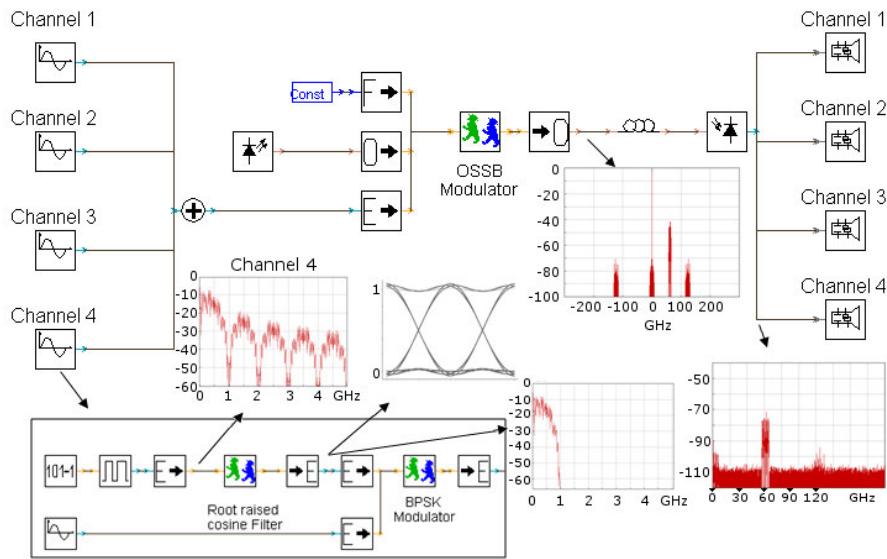 Channel 1
Channel 2
Channel 3
Channel 4
Const
OSSB
Modulator
Channel 1
Channel 2
Channel 3
Channel 4
0
-20
-40
-60
-80
-100
-200 -100 0 100 200
GHz
Channel 4
0
-10
-20
-30
-40
-50
-60
0 1 2 3 4 GHz
1
0
0
-10
-20
-30
-40
-50
-60
0 1 2 3 4 GHz
-50
-70
-90
-110
0 30 60 90 120 GHz
101-1
Root raised
cosine Filter
BPSK
Modulator